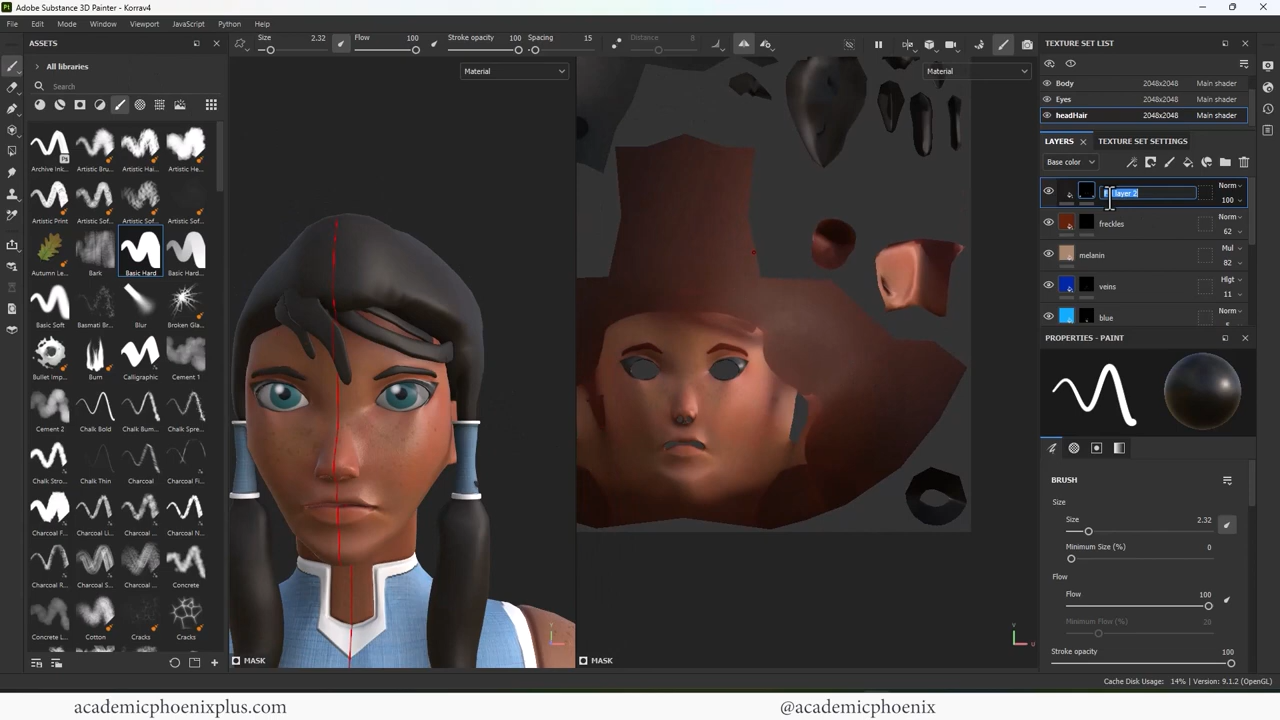 Pt Adobe Substance 3D Painter - Korrav4
File Edit Mode Window Viewport JavaScript Python Help
ASSETS
Size 2.32 Flow 100 Stroke opacity 100 Spacing 15 Distance 8
All libraries
Search
Material
Material
Archive Ink... Artistic Bru... Artistic Hai... Artistic He...
Artistic Print Artistic Sof... Artistic Sof... Artistic Sof...
Autumn Le... Bark Basic Hard Basic Hard...
Basic Soft Basmati Br... Blur Broken Gla...
Bullet Imp... Burn Calligraphic Cement 1
Cement 2 Chalk Bold Chalk Bum... Chalk Spre...
Chalk Stro... Chalk Thin Charcoal Charcoal Fi...
Charcoal F... Charcoal L... Charcoal M... Charcoal N...
Charcoal R... Charcoal S... Charcoal ... Concrete
Concrete L... Cotton Cracks Cracks
MASK
MASK
TEXTURE SET LIST
Body 2048x2048 Main shader
Eyes 2048x2048 Main shader
headHair 2048x2048 Main shader
LAYERS TEXTURE SET SETTINGS
Base color
layer 2 Norm 100
freckles Norm 62
melanin Mul 82
veins Hlgt 11
blue Norm
PROPERTIES - PAINT
BRUSH
Size
Size 2.32
Minimum Size (%) 0
Flow
Flow 100
Minimum Flow (%) 20
Stroke opacity 100
Cache Disk Usage: 14% | Version: 9.1.2 (OpenGL)
academicphoenixplus.com
@academicphoenix